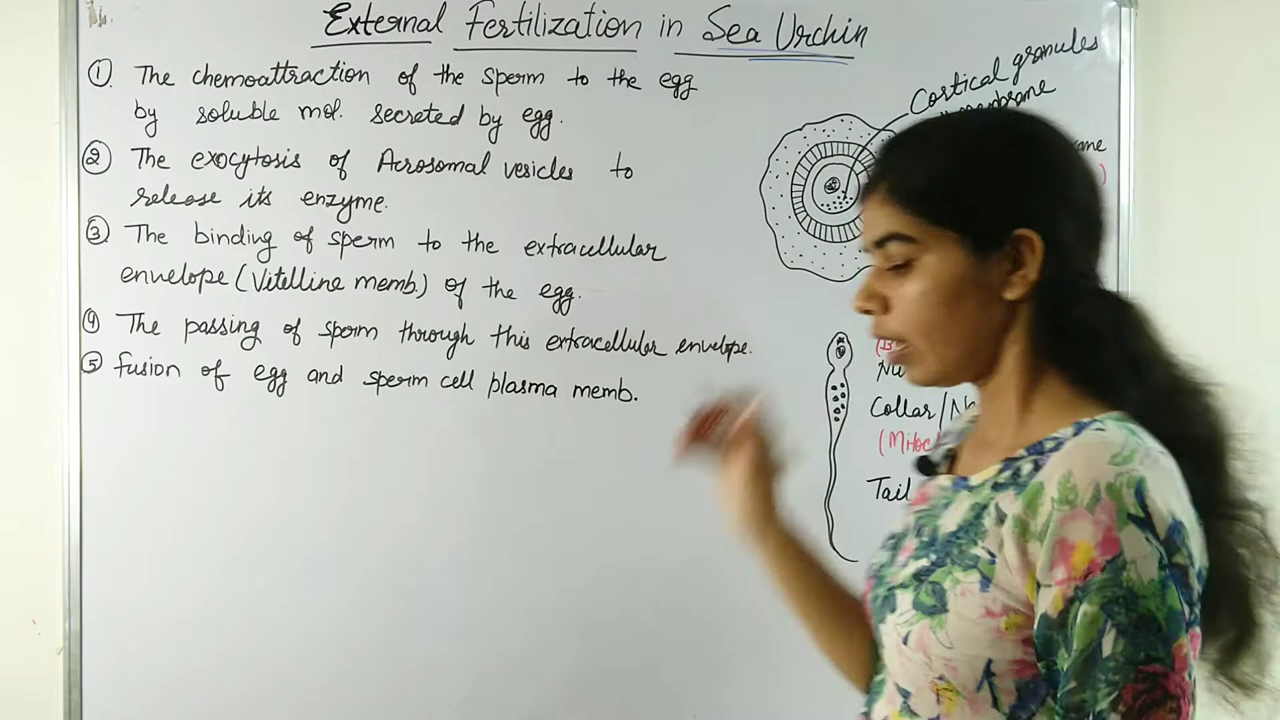 External Fertilization in Sea Urchin
① The chemoattraction of the sperm to the egg
by soluble mol. secreted by egg.
② The exocytosis of Acrosomal vesicles to
release its enzyme.
③ The binding of sperm to the extracellular
envelope (Vitelline memb.) of the egg.
④ The passing of sperm through this extracellular envelope.
⑤ fusion of egg and sperm cell plasma memb.
Cortical granules
Collar/
Tail